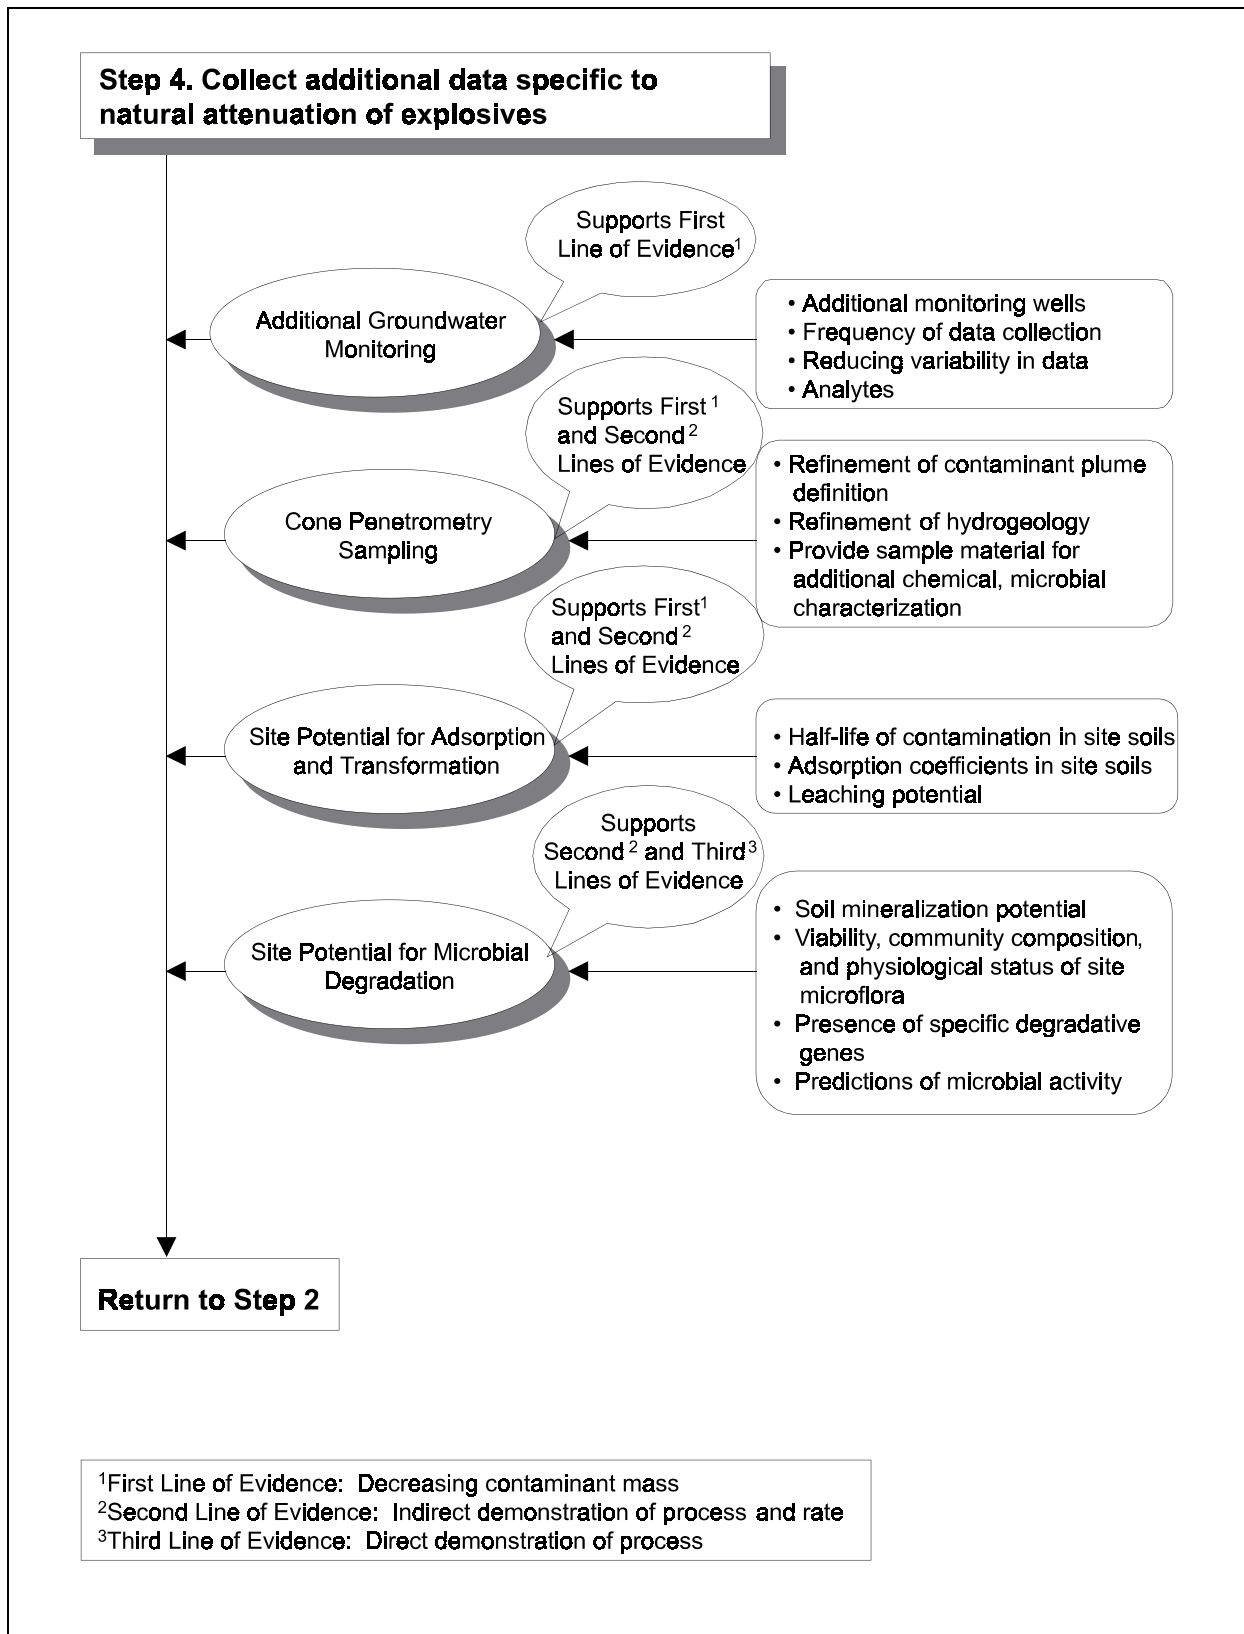 Step 4. Collect additional data specific to
natural attenuation of explosives
Supports First
Line of Evidence¹
Additional Groundwater
Monitoring
• Additional monitoring wells
• Frequency of data collection
• Reducing variability in data
• Analytes
Supports First ¹
and Second ²
Lines of Evidence
Cone Penetrometry
Sampling
• Refinement of contaminant plume
definition
• Refinement of hydrogeology
• Provide sample material for
additional chemical, microbial
characterization
Supports First¹
and Second ²
Lines of Evidence
Site Potential for Adsorption
and Transformation
• Half-life of contamination in site soils
• Adsorption coefficients in site soils
• Leaching potential
Supports
Second ² and Third³
Lines of Evidence
Site Potential for Microbial
Degradation
• Soil mineralization potential
• Viability, community composition,
and physiological status of site
microflora
• Presence of specific degradative
genes
• Predictions of microbial activity
Return to Step 2
¹First Line of Evidence: Decreasing contaminant mass
²Second Line of Evidence: Indirect demonstration of process and rate
³Third Line of Evidence: Direct demonstration of process